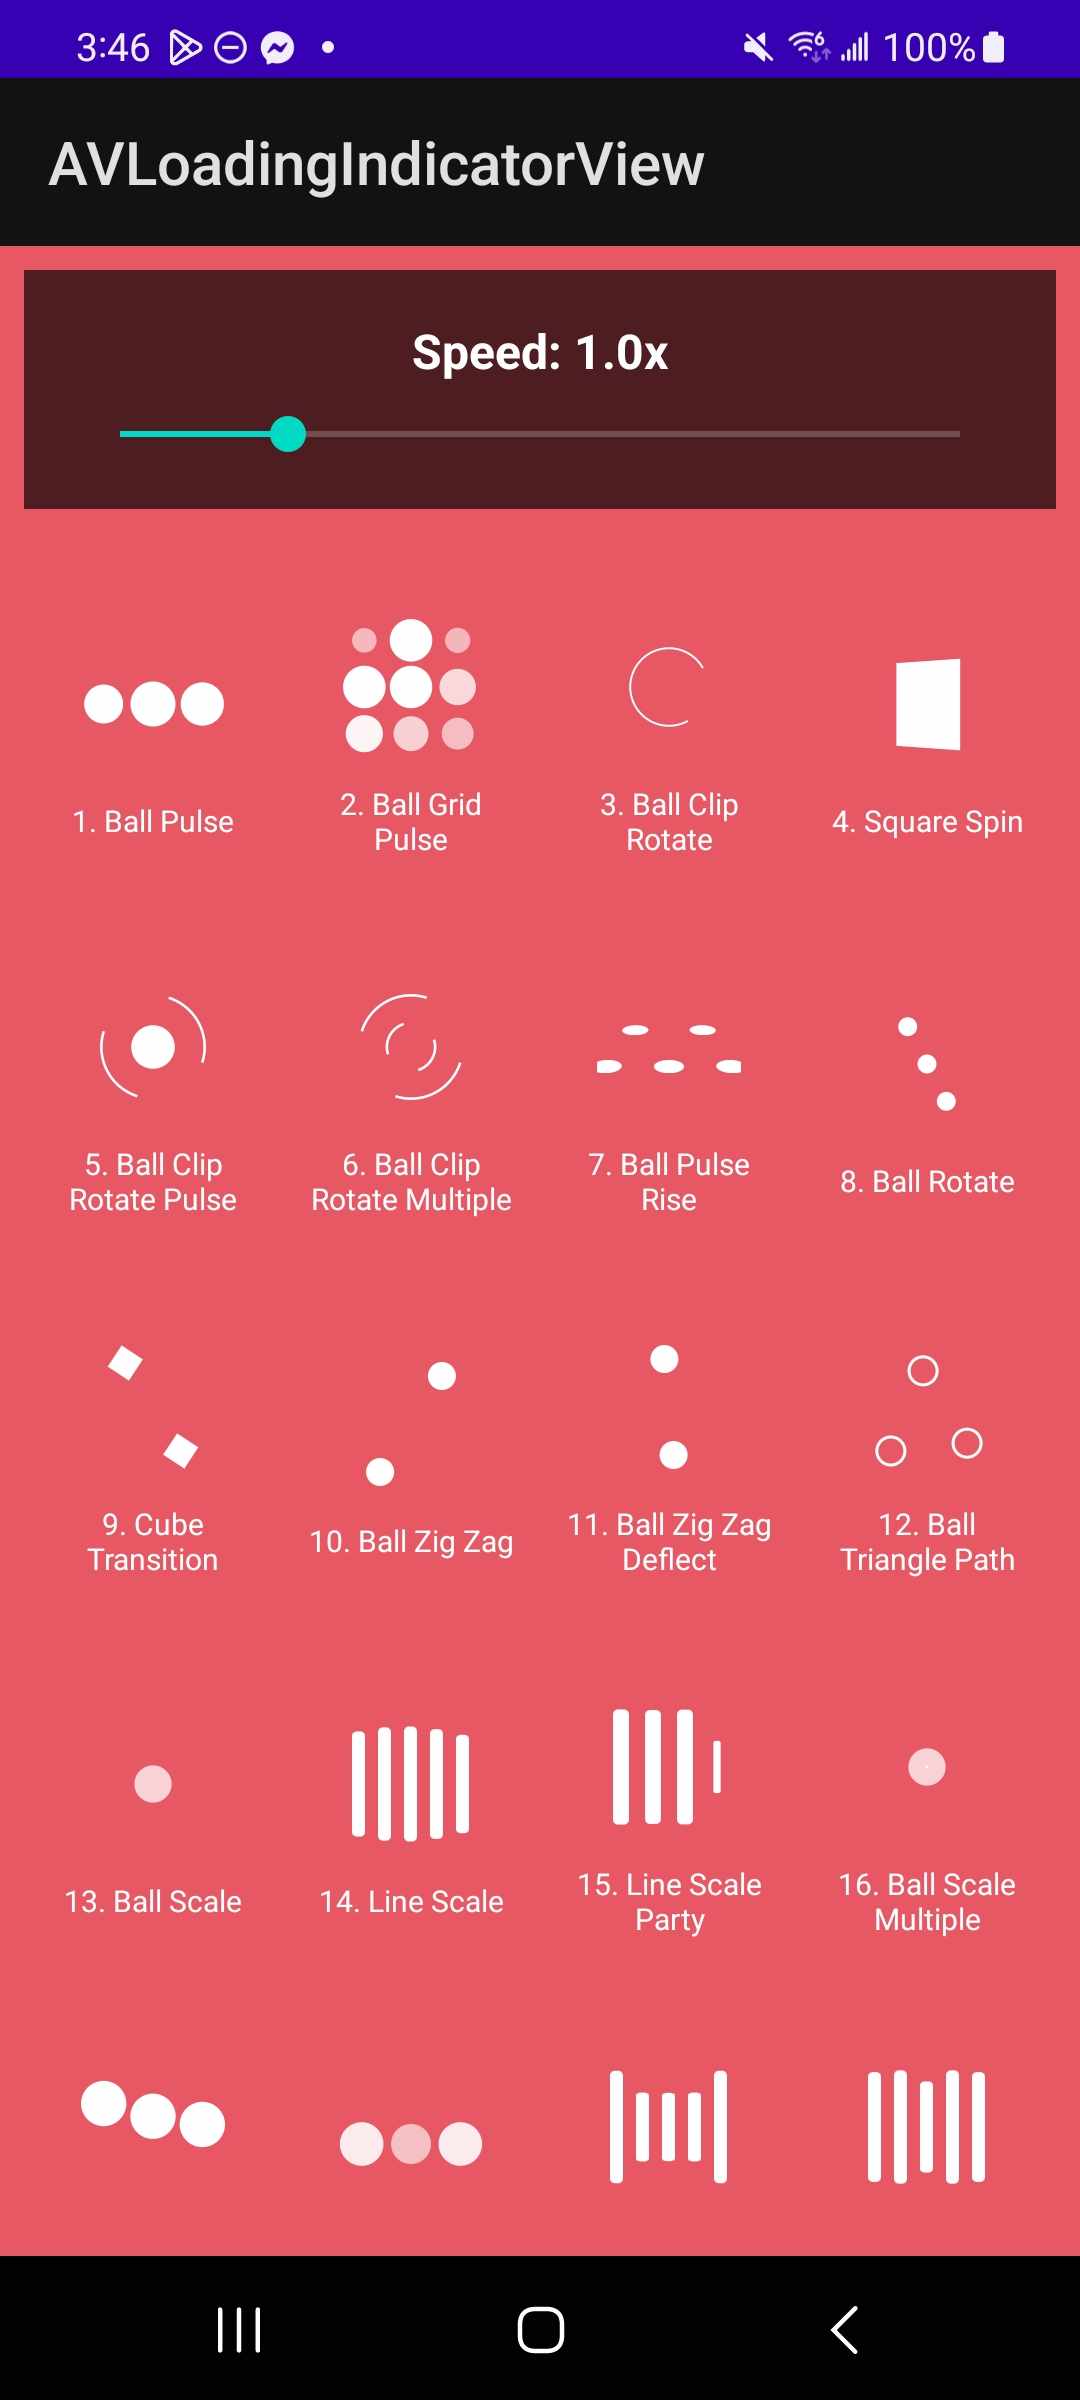 3:46
6
100%
AVLoadingIndicatorView
Speed: 1.0x
1. Ball Pulse
2. Ball Grid
Pulse
3. Ball Clip
Rotate
4. Square Spin
5. Ball Clip
Rotate Pulse
6. Ball Clip
Rotate Multiple
7. Ball Pulse
Rise
8. Ball Rotate
9. Cube
Transition
10. Ball Zig Zag
11. Ball Zig Zag
Deflect
12. Ball
Triangle Path
13. Ball Scale
14. Line Scale
15. Line Scale
Party
16. Ball Scale
Multiple